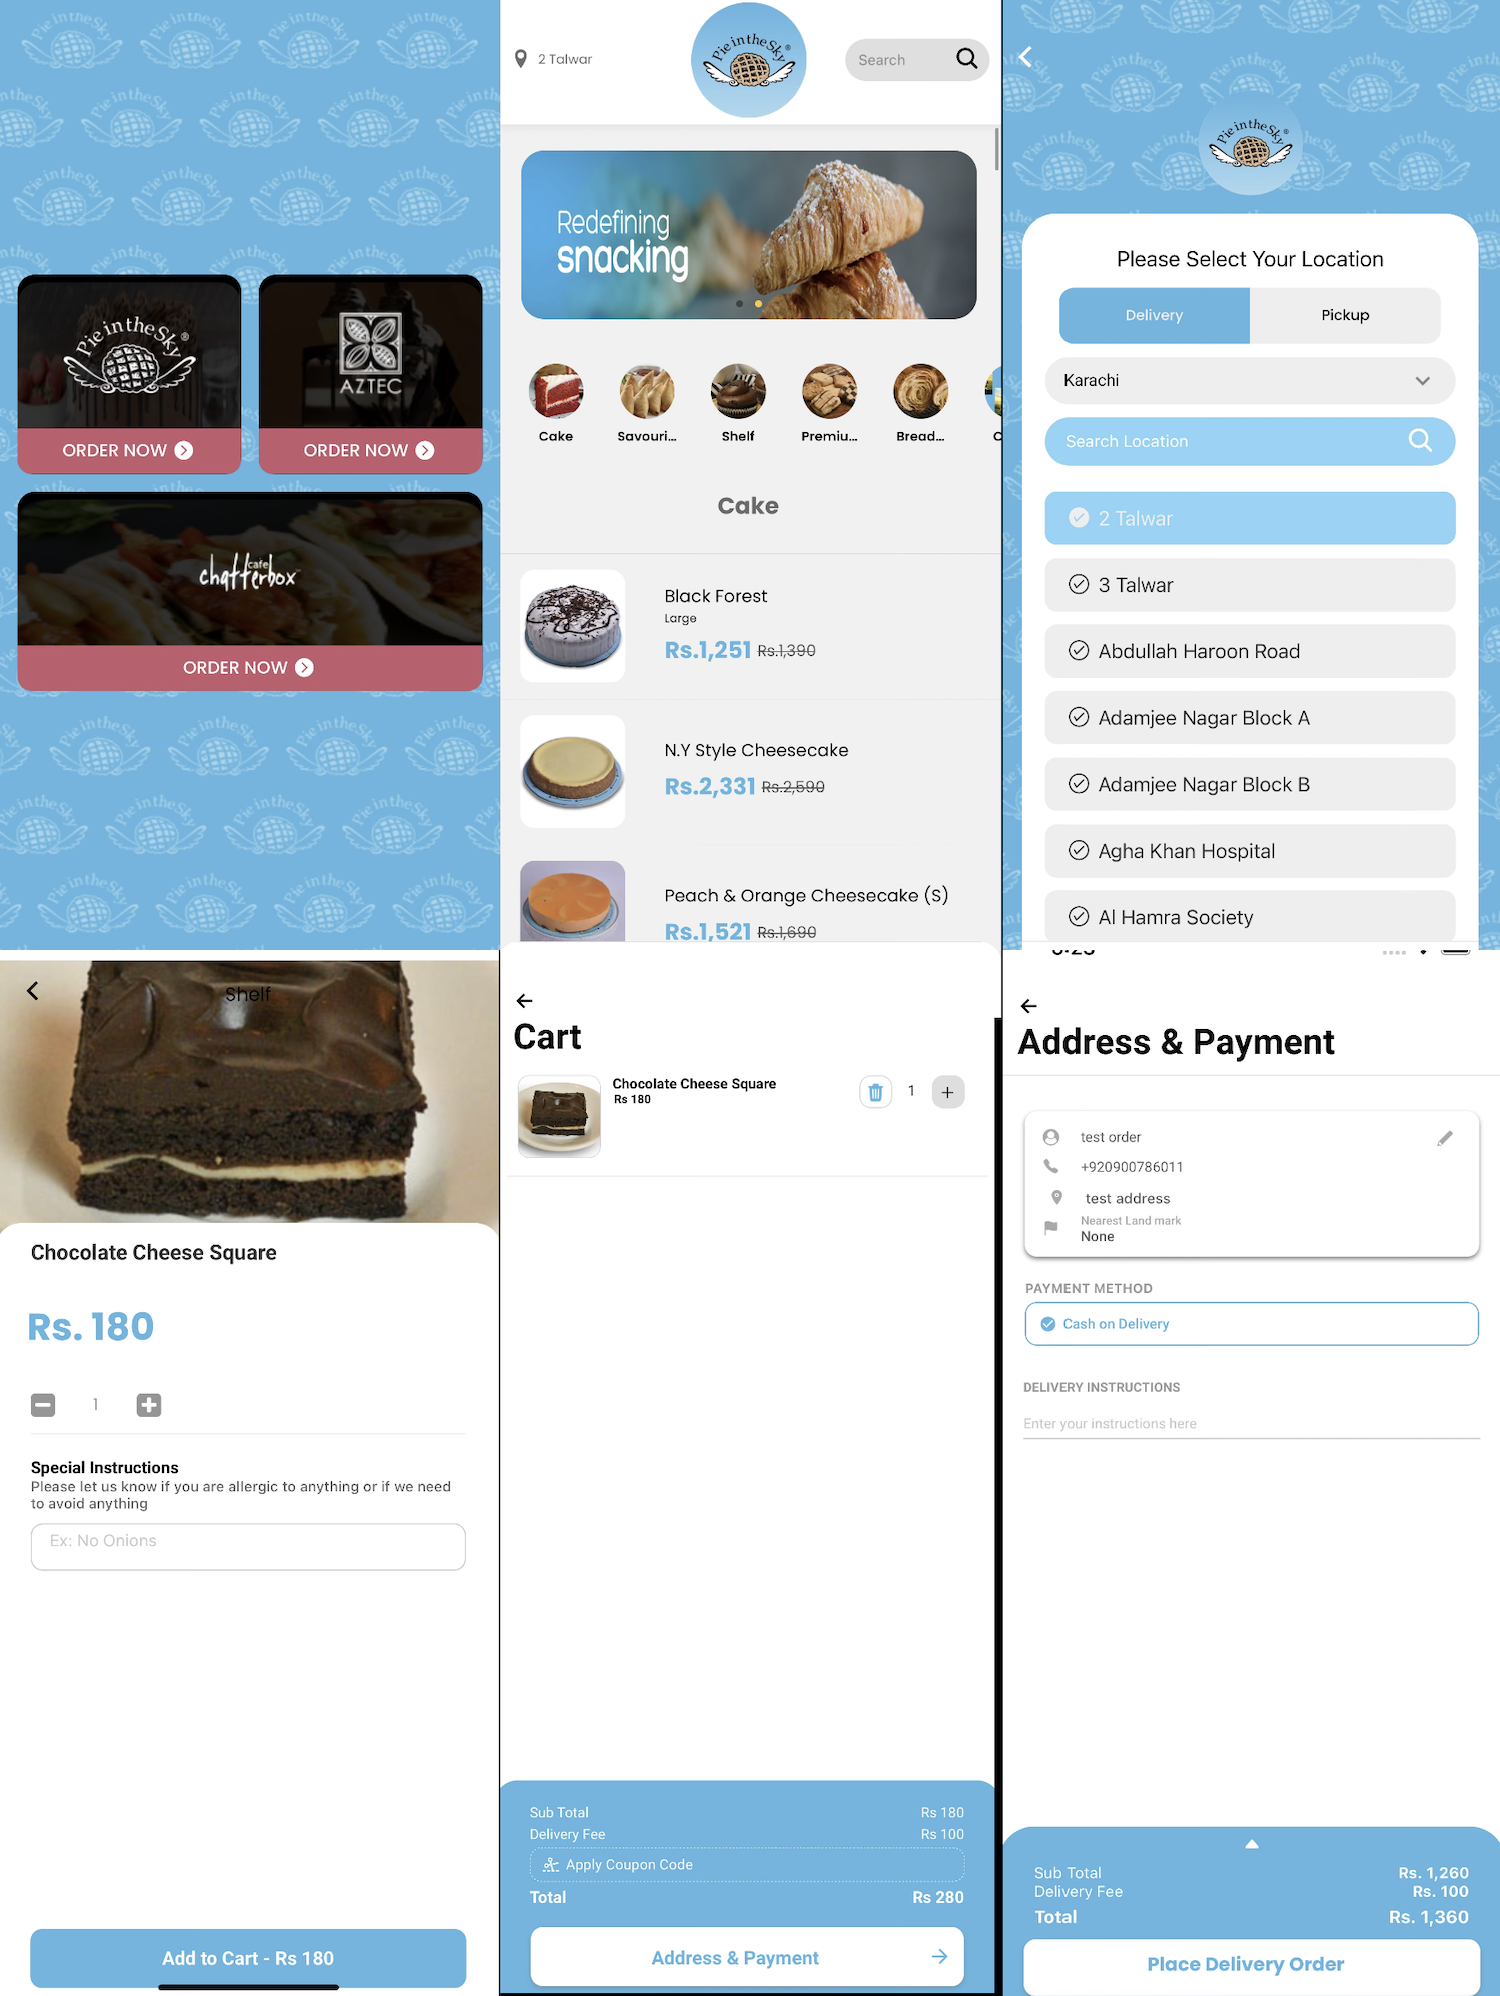 Pie in the Sky
ORDER NOW
AZTEC
ORDER NOW
cafe
chatterbox
ORDER NOW
2 Talwar
Pie in the Sky
Search
Redefining
snacking
Cake
Savouri...
Shelf
Premiu...
Bread...
C
Cake
Black Forest
Large
Rs.1,251 Rs.1,390
N.Y Style Cheesecake
Rs.2,331 Rs.2,590
Peach & Orange Cheesecake (S)
Rs.1,521 Rs.1,690
Pie in the Sky
Please Select Your Location
Delivery
Pickup
Karachi
Search Location
2 Talwar
3 Talwar
Abdullah Haroon Road
Adamjee Nagar Block A
Adamjee Nagar Block B
Agha Khan Hospital
Al Hamra Society
Shelf
Chocolate Cheese Square
Rs. 180
1
Special Instructions
Please let us know if you are allergic to anything or if we need
to avoid anything
Ex: No Onions
Add to Cart - Rs 180
Cart
Chocolate Cheese Square
Rs 180
1
Sub Total Rs 180
Delivery Fee Rs 100
Apply Coupon Code
Total Rs 280
Address & Payment
Address & Payment
test order
+920900786011
test address
Nearest Land mark
None
PAYMENT METHOD
Cash on Delivery
DELIVERY INSTRUCTIONS
Enter your instructions here
Sub Total Rs. 1,260
Delivery Fee Rs. 100
Total Rs. 1,360
Place Delivery Order